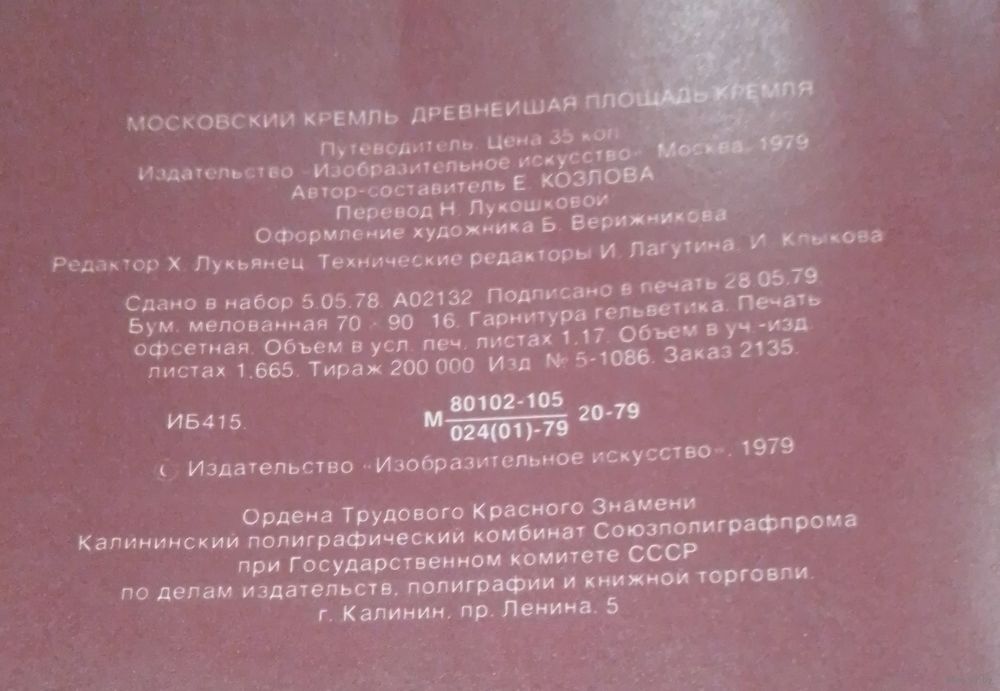 МОСКОВСКИЙ КРЕМЛЬ. ДРЕВНЕЙШАЯ ПЛОЩАДЬ КРЕМЛЯ
Путеводитель. Цена 35 коп.
Издательство «Изобразительное искусство». Москва. 1979
Автор-составитель Е. КОЗЛОВА
Перевод Н. Лукошковой
Оформление художника Б. Верижникова
Редактор Х. Лукьянец. Технические редакторы И. Лагутина, И. Клыкова
Сдано в набор 5.05.78. А02132. Подписано в печать 28.05.79
Бум. мелованная 70×90 16. Гарнитура гельветика. Печать
офсетная. Объем в усл. печ. листах 1,17. Объем в уч.-изд.
листах 1,665. Тираж 200 000 Изд. № 5-1086. Заказ 2135.
ИБ415. М 80102-105 20-79
024(01)-79
© Издательство «Изобразительное искусство». 1979
Ордена Трудового Красного Знамени
Калининский полиграфический комбинат Союзполиграфпрома
при Государственном комитете СССР
по делам издательств, полиграфии и книжной торговли.
г. Калинин, пр. Ленина, 5